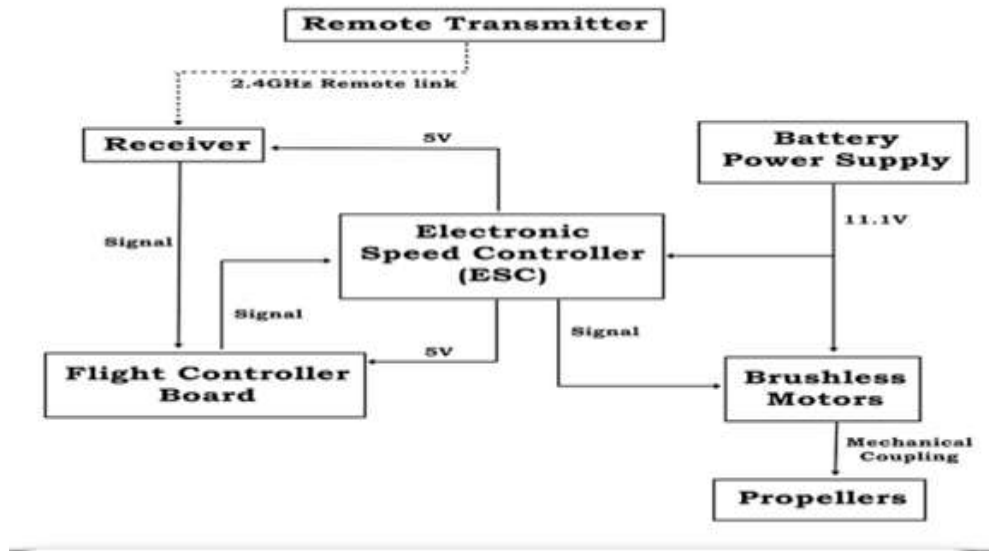 Remote Transmitter
2.4GHz Remote link
Receiver
5V
Battery
Power Supply
11.1V
Signal
Electronic
Speed Controller
(ESC)
Signal
Signal
5V
Flight Controller
Board
Brushless
Motors
Mechanical
Coupling
Propellers